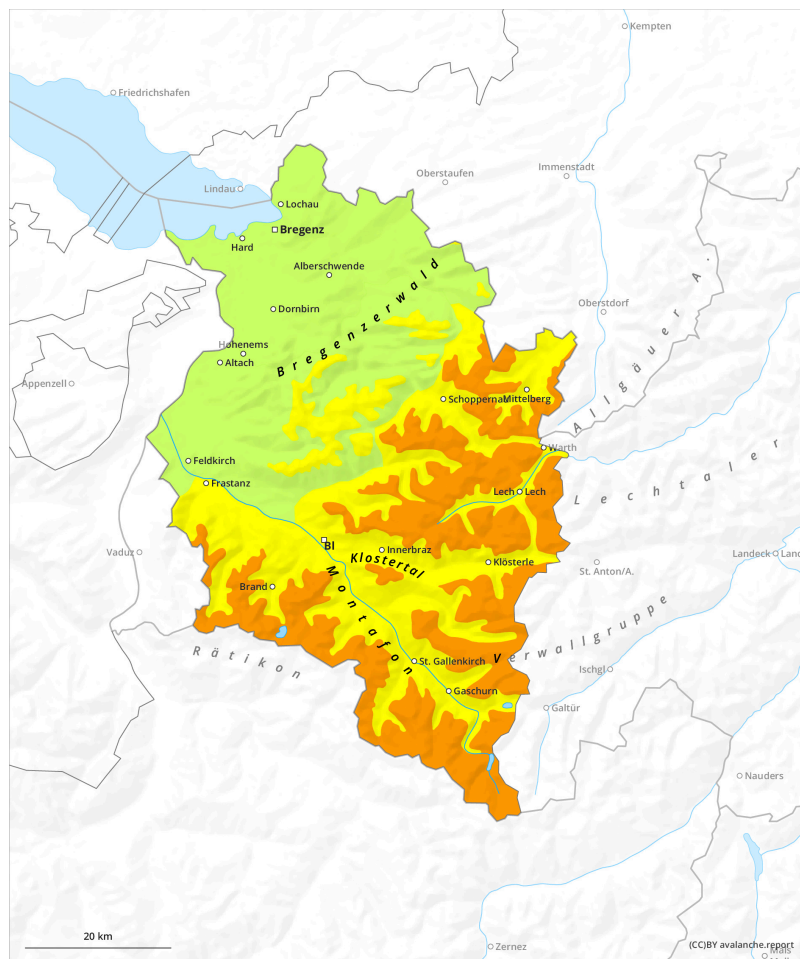 Kempten
Friedrichshafen
Immenstadt
Oberstaufen
Lindau
Lochau
Bregenz
Hard
Alberschwende
Oberstdorf
Dornbirn
Bregenzerwald
Hohenems
Altach
Appenzell
Allgäuer A.
Schoppernau
Mittelberg
Warth
Feldkirch
Frastanz
Lech
Lech
Lechtaler
Bl
Innerbraz
Klostertal
Klösterle
Vaduz
Landeck
Land
St. Anton/A.
Brand
Montafon
Verwallgruppe
Rätikon
St. Gallenkirch
Ischgl
Gaschurn
Galtür
Nauders
20 km
Zernez
(CC)BY avalanche.report
Mals